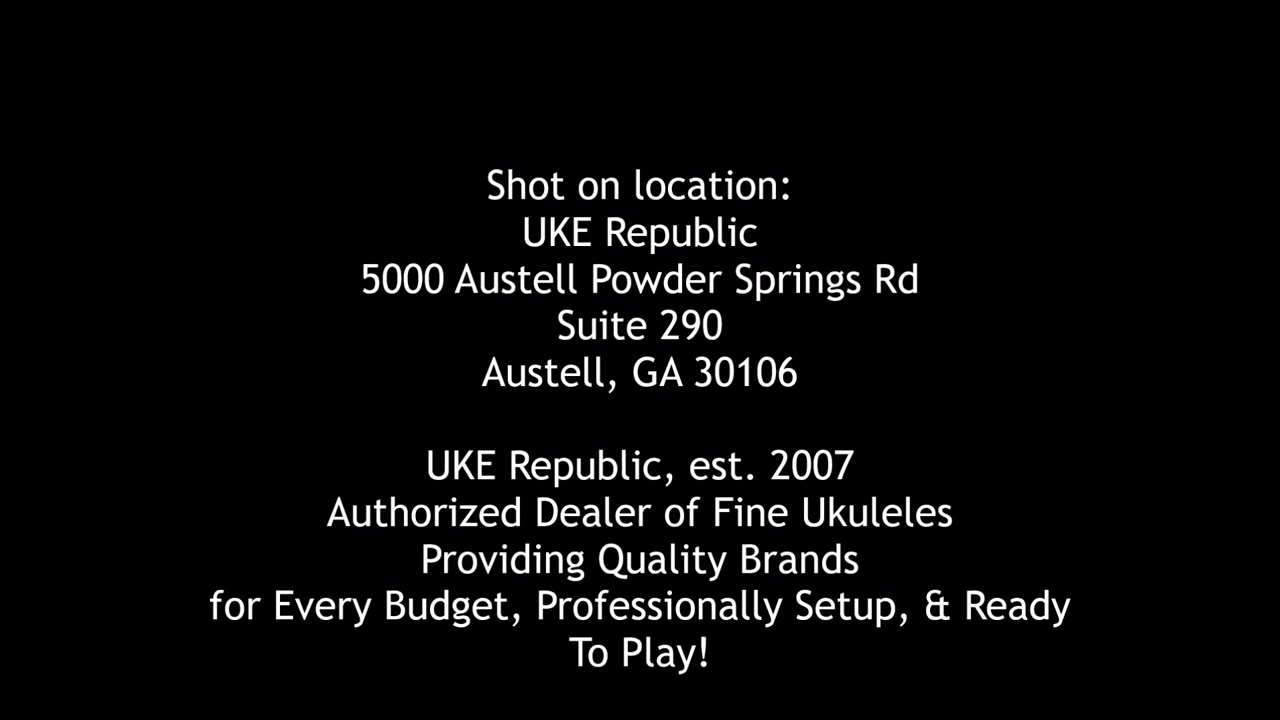 Shot on location:
UKE Republic
5000 Austell Powder Springs Rd
Suite 290
Austell, GA 30106
UKE Republic, est. 2007
Authorized Dealer of Fine Ukuleles
Providing Quality Brands
for Every Budget, Professionally Setup, & Ready
To Play!